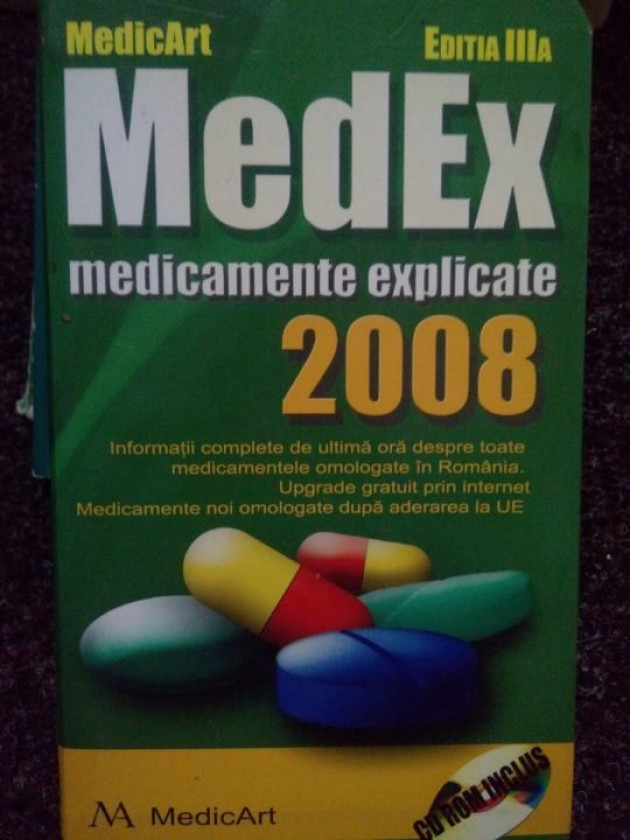 MedicArt
EDITIA IIIA
MedEx
medicamente explicate
2008
Informaţii complete de ultimă oră despre toate
medicamentele omologate în România.
Upgrade gratuit prin internet
Medicamente noi omologate după aderarea la UE
MedicArt
CD ROM INCLUS